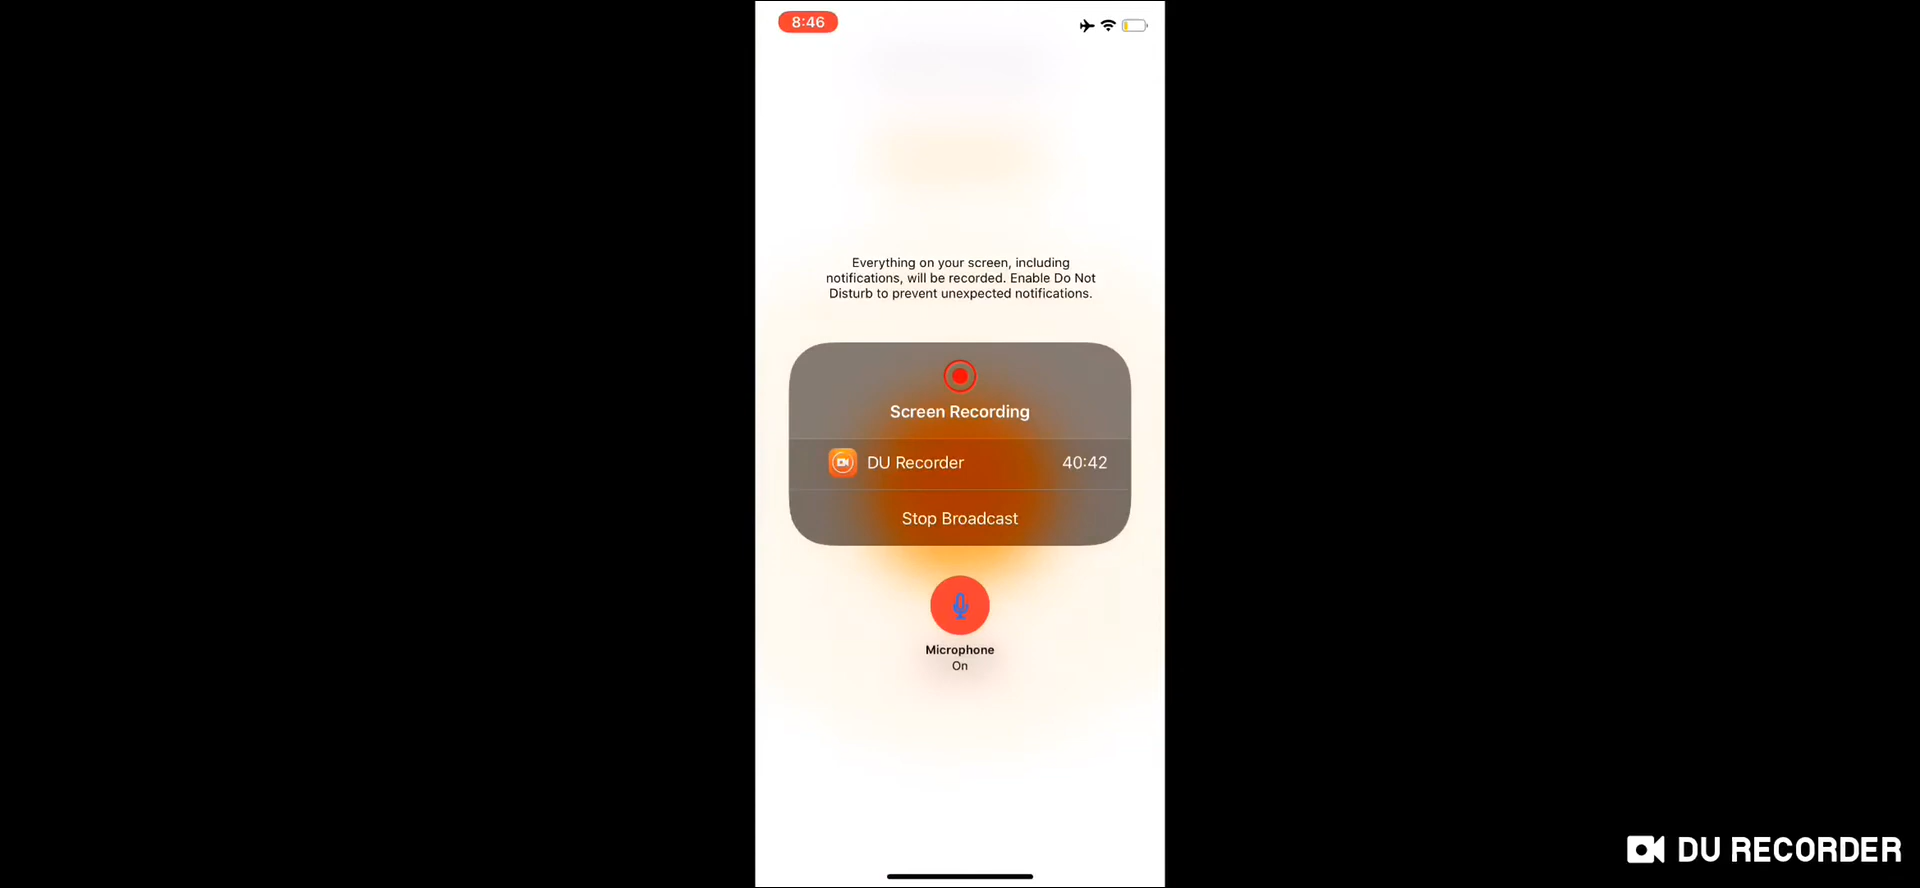 8:46
Everything on your screen, including
notifications, will be recorded. Enable Do Not
Disturb to prevent unexpected notifications.
Screen Recording
DU Recorder 40:42
Stop Broadcast
Microphone
On
DU RECORDER